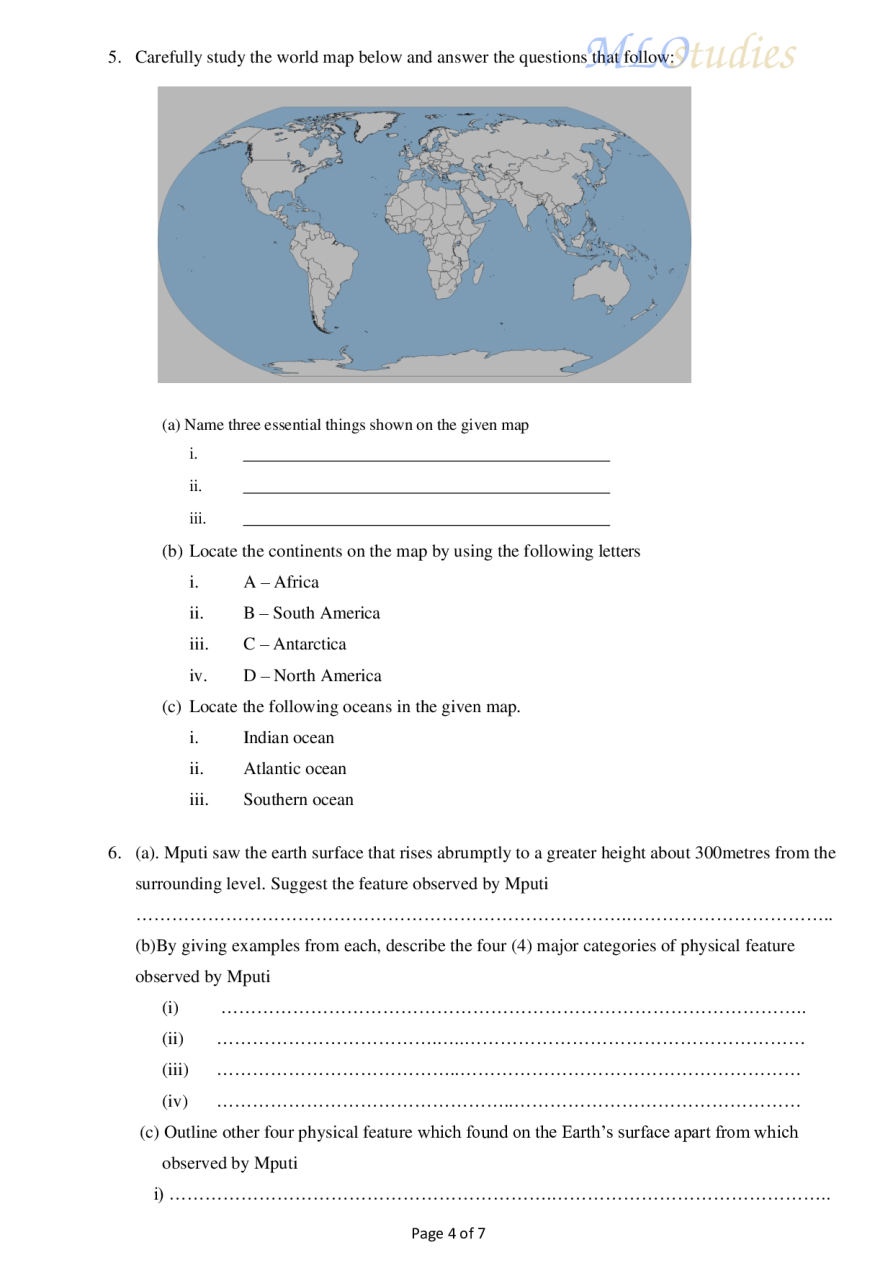 MLOstudies
5. Carefully study the world map below and answer the questions that follow:
(a) Name three essential things shown on the given map
i. ________________________________________
ii. ________________________________________
iii. ________________________________________
(b) Locate the continents on the map by using the following letters
i. A – Africa
ii. B – South America
iii. C – Antarctica
iv. D – North America
(c) Locate the following oceans in the given map.
i. Indian ocean
ii. Atlantic ocean
iii. Southern ocean
6. (a). Mputi saw the earth surface that rises abrumptly to a greater height about 300metres from the
surrounding level. Suggest the feature observed by Mputi
……………………………………………………………………….……………………………..
(b)By giving examples from each, describe the four (4) major categories of physical feature
observed by Mputi
(i) ……………………………………………………………………………………..
(ii) ……………………………….…..…………………………………………………
(iii) …………………………………..…………………………………………………
(iv) …………………………………………..…………………………………………
(c) Outline other four physical feature which found on the Earth’s surface apart from which
observed by Mputi
i) ……………………………………………………….………………………………………..
Page 4 of 7